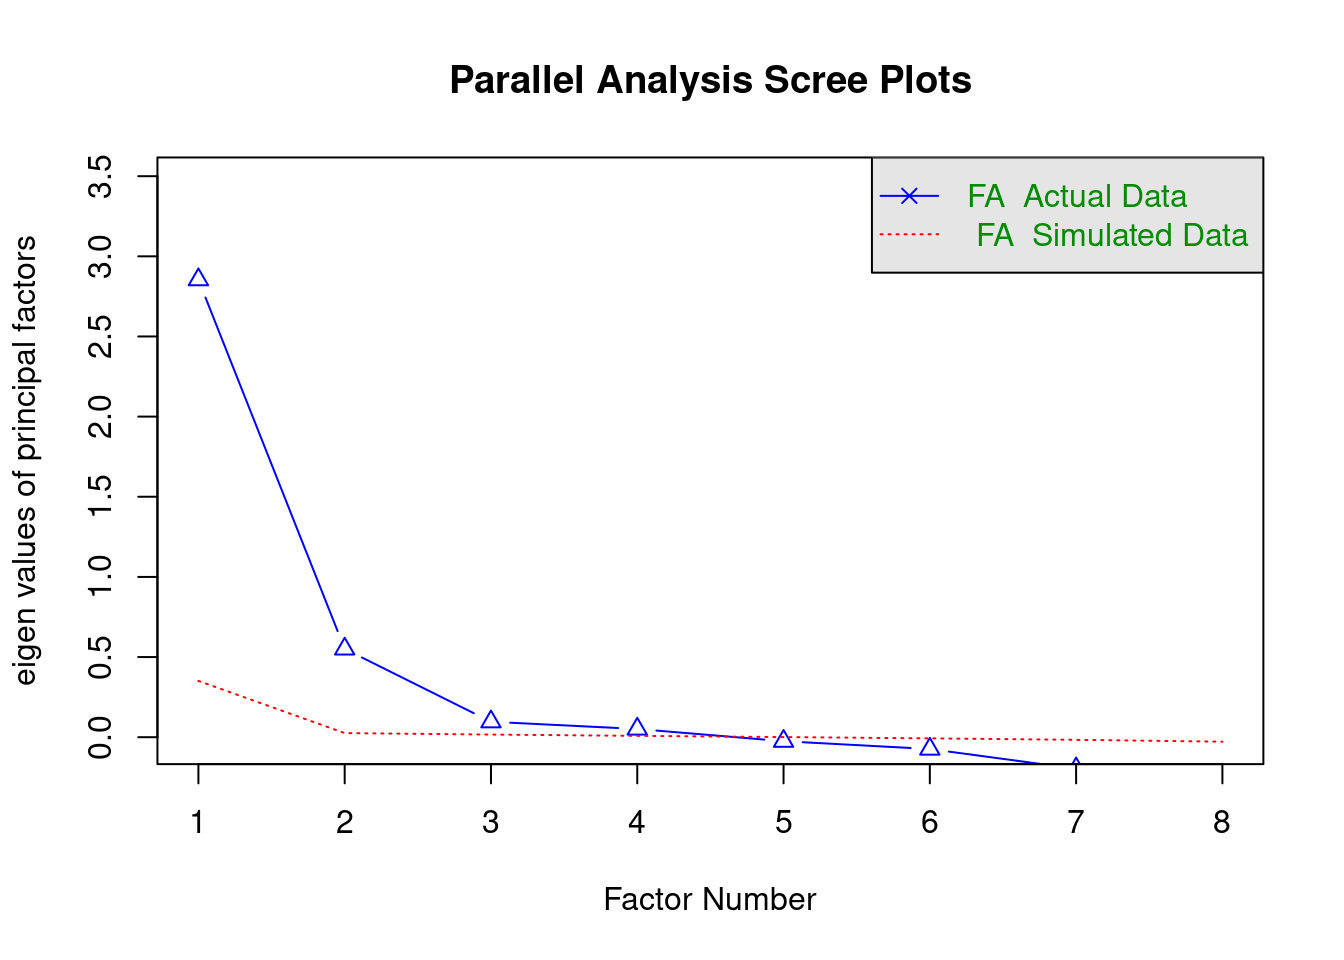 Parallel Analysis Scree Plots
FA Actual Data
FA Simulated Data
eigen values of principal factors
3.5
3.0
2.5
2.0
1.5
1.0
0.5
0.0
1 2 3 4 5 6 7 8
Factor Number